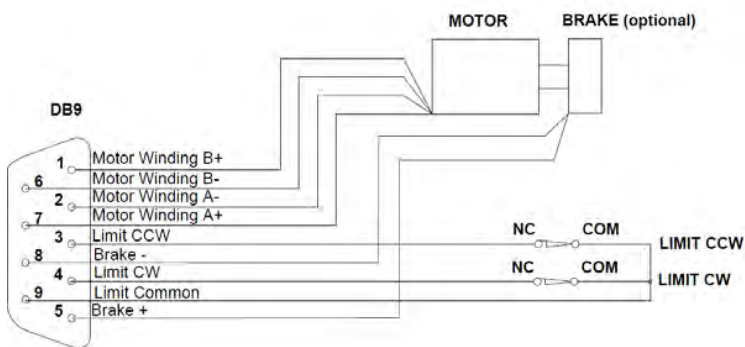 MOTOR
BRAKE (optional)
DB9
1 Motor Winding B+
6 Motor Winding B-
2 Motor Winding A-
7 Motor Winding A+
3 Limit CCW
NC COM LIMIT CCW
8 Brake -
4 Limit CW
NC COM LIMIT CW
9 Limit Common
5 Brake +